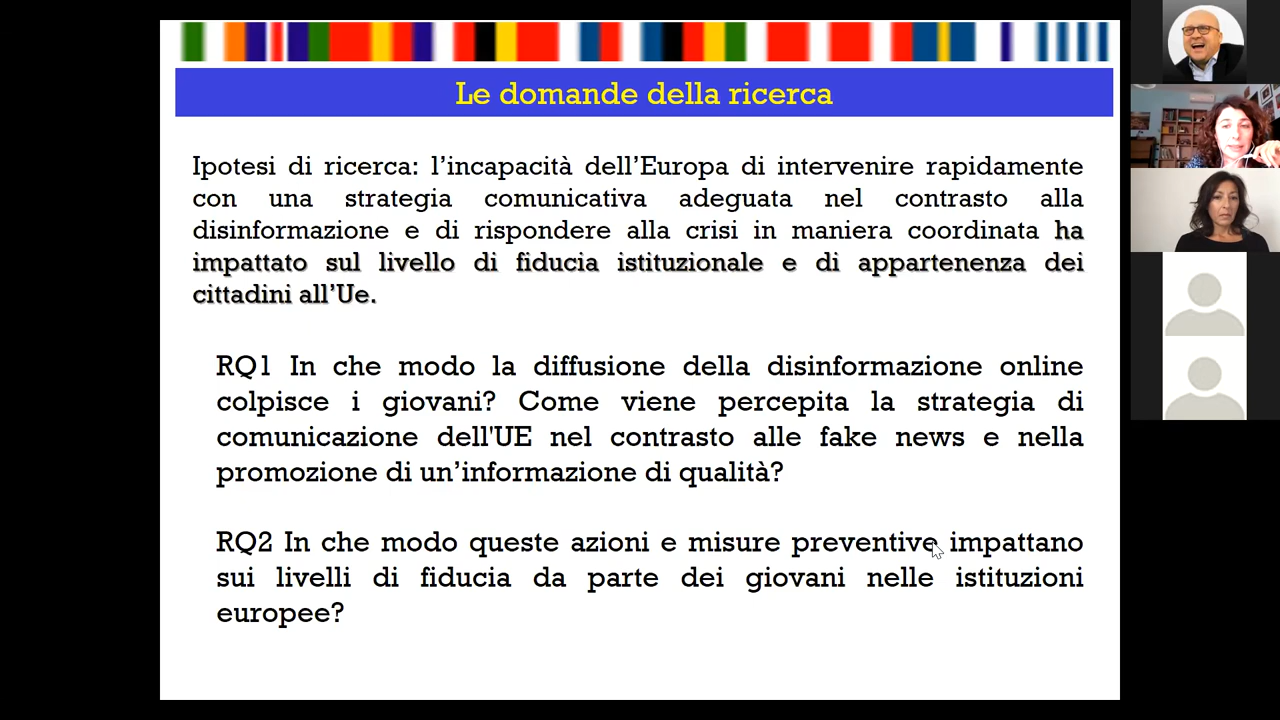 Le domande della ricerca
Ipotesi di ricerca: l’incapacità dell’Europa di intervenire rapidamente
con una strategia comunicativa adeguata nel contrasto alla
disinformazione e di rispondere alla crisi in maniera coordinata ha
impattato sul livello di fiducia istituzionale e di appartenenza dei
cittadini all’Ue.
RQ1 In che modo la diffusione della disinformazione online
colpisce i giovani? Come viene percepita la strategia di
comunicazione dell'UE nel contrasto alle fake news e nella
promozione di un’informazione di qualità?
RQ2 In che modo queste azioni e misure preventive impattano
sui livelli di fiducia da parte dei giovani nelle istituzioni
europee?